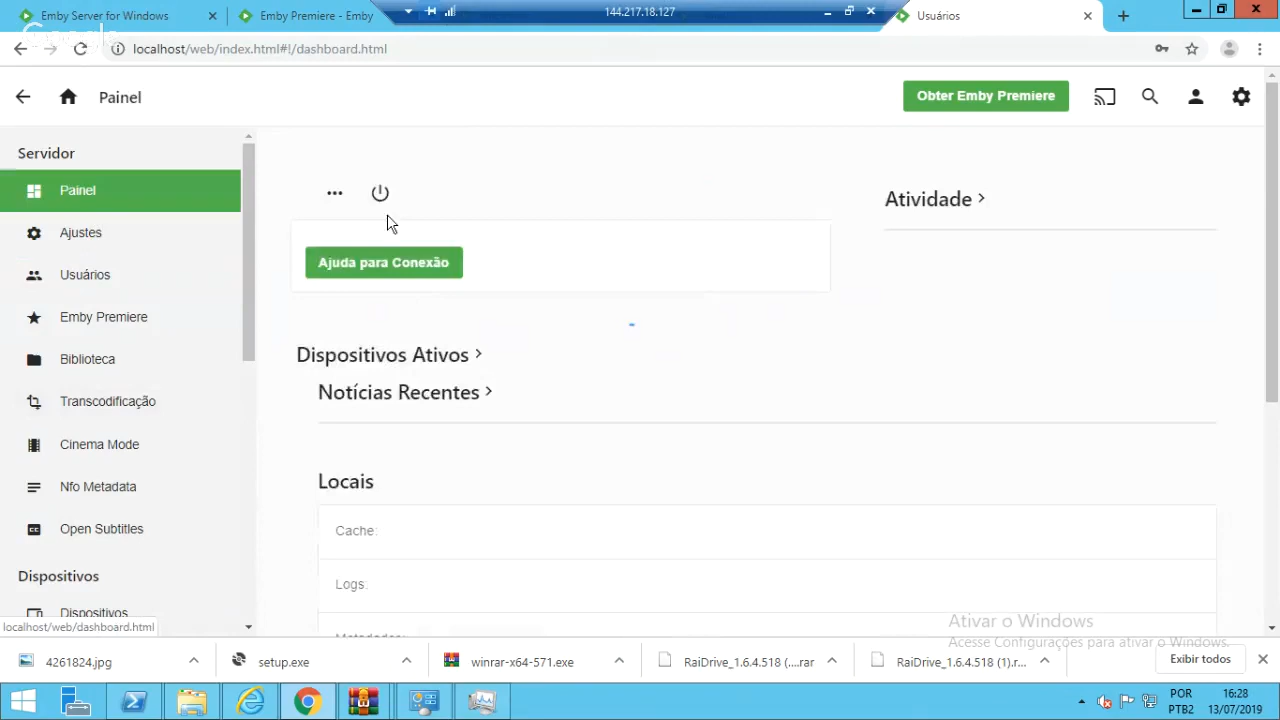 Emby Server for Windows
Emby Premiere - Emby
144.217.18.127
Usuários
localhost/web/index.html#!/dashboard.html
Painel
Obter Emby Premiere
Servidor
Painel
Ajustes
Usuários
Emby Premiere
Biblioteca
Transcodificação
Cinema Mode
Nfo Metadata
Open Subtitles
Dispositivos
Dispositivos
Ajuda para Conexão
Atividade
Dispositivos Ativos
Notícias Recentes
Locais
Cache:
Logs:
Metadados:
Ativar o Windows
Acesse Configurações para ativar o Windows.
localhost/web/dashboard.html
4261824.jpg
setup.exe
winrar-x64-571.exe
RaiDrive_1.6.4.518 (....rar
RaiDrive_1.6.4.518 (1).r...
Exibir todos
POR
PTB2
16:28
13/07/2019